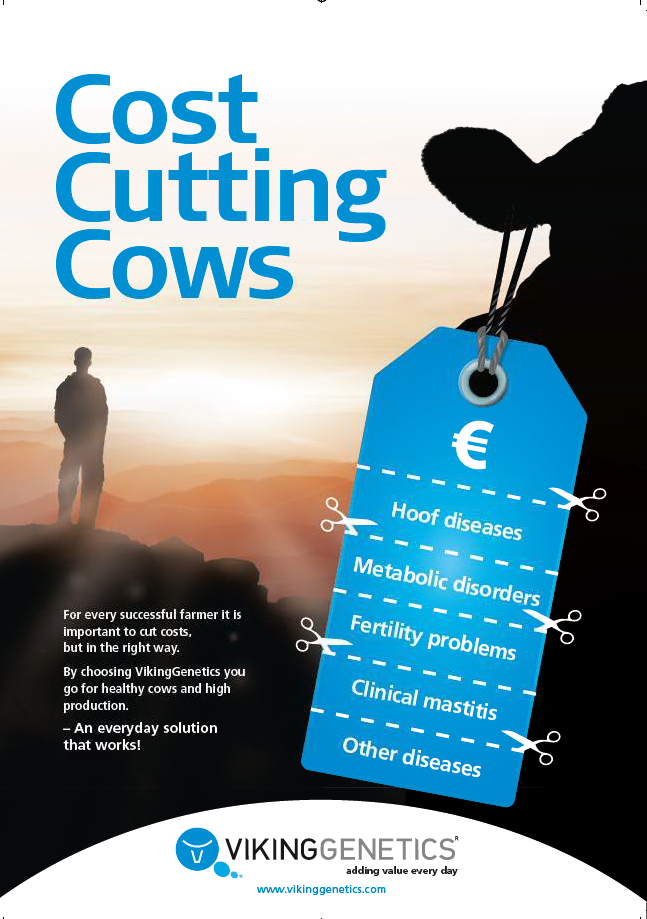 Cost
Cutting
Cows
€
Hoof diseases
Metabolic disorders
Fertility problems
Clinical mastitis
Other diseases
For every successful farmer it is
important to cut costs,
but in the right way.
By choosing VikingGenetics you
go for healthy cows and high
production.
– An everyday solution
that works!
VIKINGGENETICS®
adding value every day
www.vikinggenetics.com